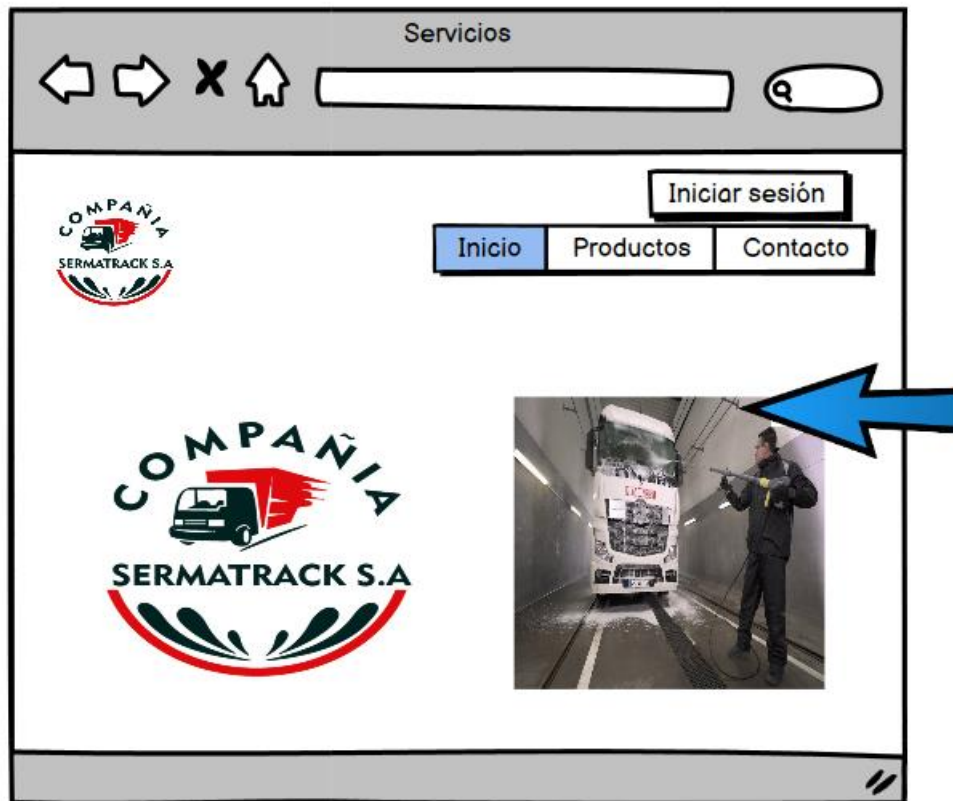 Servicios
COMPAÑIA
SERMATRACK S.A
Iniciar sesión
Inicio
Productos
Contacto
COMPAÑIA
SERMATRACK S.A